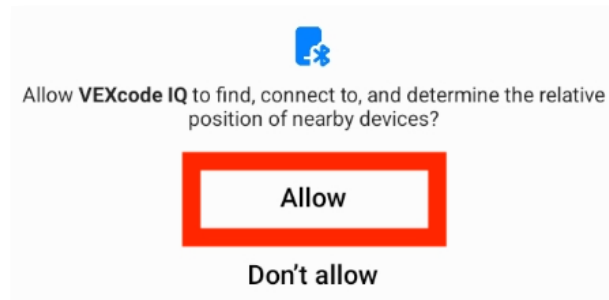 Allow VEXcode IQ to find, connect to, and determine the relative
position of nearby devices?
Allow
Don't allow